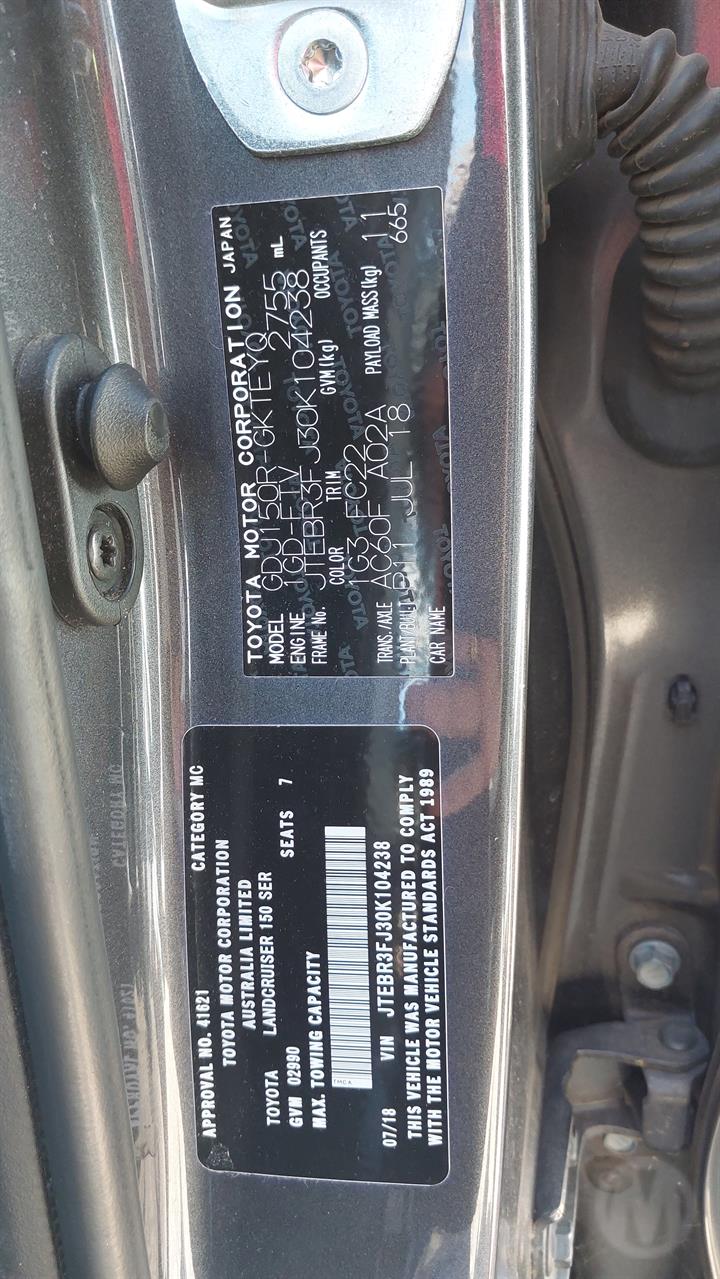 TOYOTA MOTOR CORPORATION JAPAN
MODEL GDJ150R-GKTEYQ
ENGINE 1GD-FTV 2755 mL
FRAME No. JTEBR3FJ30K104238
COLOR TRIM GVM(kg) OCCUPANTS
1G3 FC22
TRANS./AXLE AC60F A02A PAYLOAD MASS(kg) 11
PLANT/BUILT JUL 18 665
CAR NAME
APPROVAL NO. 41621 CATEGORY MC
TOYOTA MOTOR CORPORATION
AUSTRALIA LIMITED
TOYOTA LANDCRUISER 150 SER
GVM 02990 SEATS 7
MAX. TOWING CAPACITY
TMCA
07/18 VIN JTEBR3FJ30K104238
THIS VEHICLE WAS MANUFACTURED TO COMPLY
WITH THE MOTOR VEHICLE STANDARDS ACT 1989
M